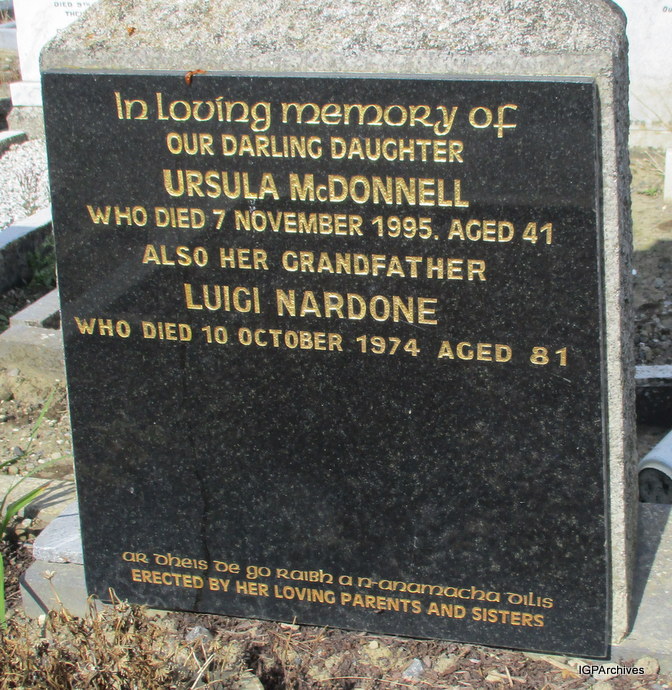 In loving memory of
OUR DARLING DAUGHTER
URSULA McDONNELL
WHO DIED 7 NOVEMBER 1995. AGED 41
ALSO HER GRANDFATHER
LUIGI NARDONE
WHO DIED 10 OCTOBER 1974 AGED 81
ar dheis de go raibh a n-anamacha dilis
ERECTED BY HER LOVING PARENTS AND SISTERS
IGPArchives